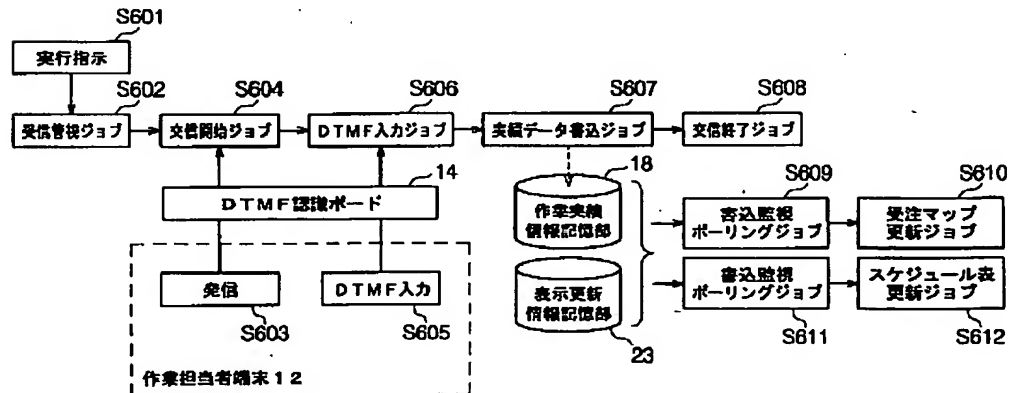 S601
実行指示
S602
S604
S606
S607
S608
受信管視ジョブ
交信開始ジョブ
DTMF入力ジョブ
実績データ書込ジョブ
交信終了ジョブ
14
DTMF認識ボード
18
作業実績
情報記憶部
S609
S610
書込監視
ポーリングジョブ
受注マップ
更新ジョブ
発信
DTMF入力
S603
S605
表示更新
情報記憶部
23
書込監視
ポーリングジョブ
スケジュール表
更新ジョブ
S611
S612
作業担当者端末12